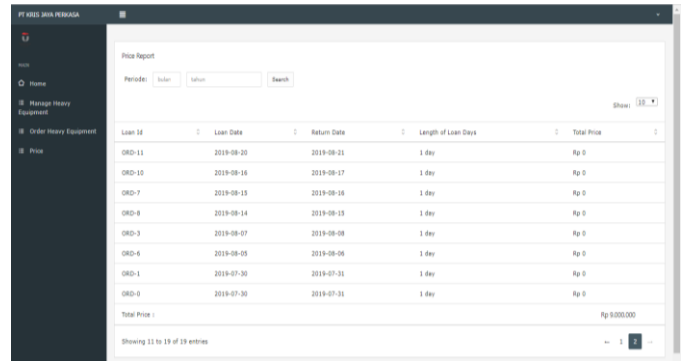 PT KRIS JAYA PERKASA
Home
Manage Heavy
Equipment
Order Heavy Equipment
Price
Price Report
Periode: bulan tahun Search
Show: 10
Loan Id Loan Date Return Date Length of Loan Days Total Price
ORD-11 2019-08-20 2019-08-21 1 day Rp 0
ORD-10 2019-08-16 2019-08-17 1 day Rp 0
ORD-7 2019-08-15 2019-08-16 1 day Rp 0
ORD-8 2019-08-14 2019-08-15 1 day Rp 0
ORD-3 2019-08-07 2019-08-08 1 day Rp 0
ORD-6 2019-08-05 2019-08-06 1 day Rp 0
ORD-1 2019-07-30 2019-07-31 1 day Rp 0
ORD-0 2019-07-30 2019-07-31 1 day Rp 0
Total Price : Rp 9.000.000
Showing 11 to 19 of 19 entries ← 1 2 →